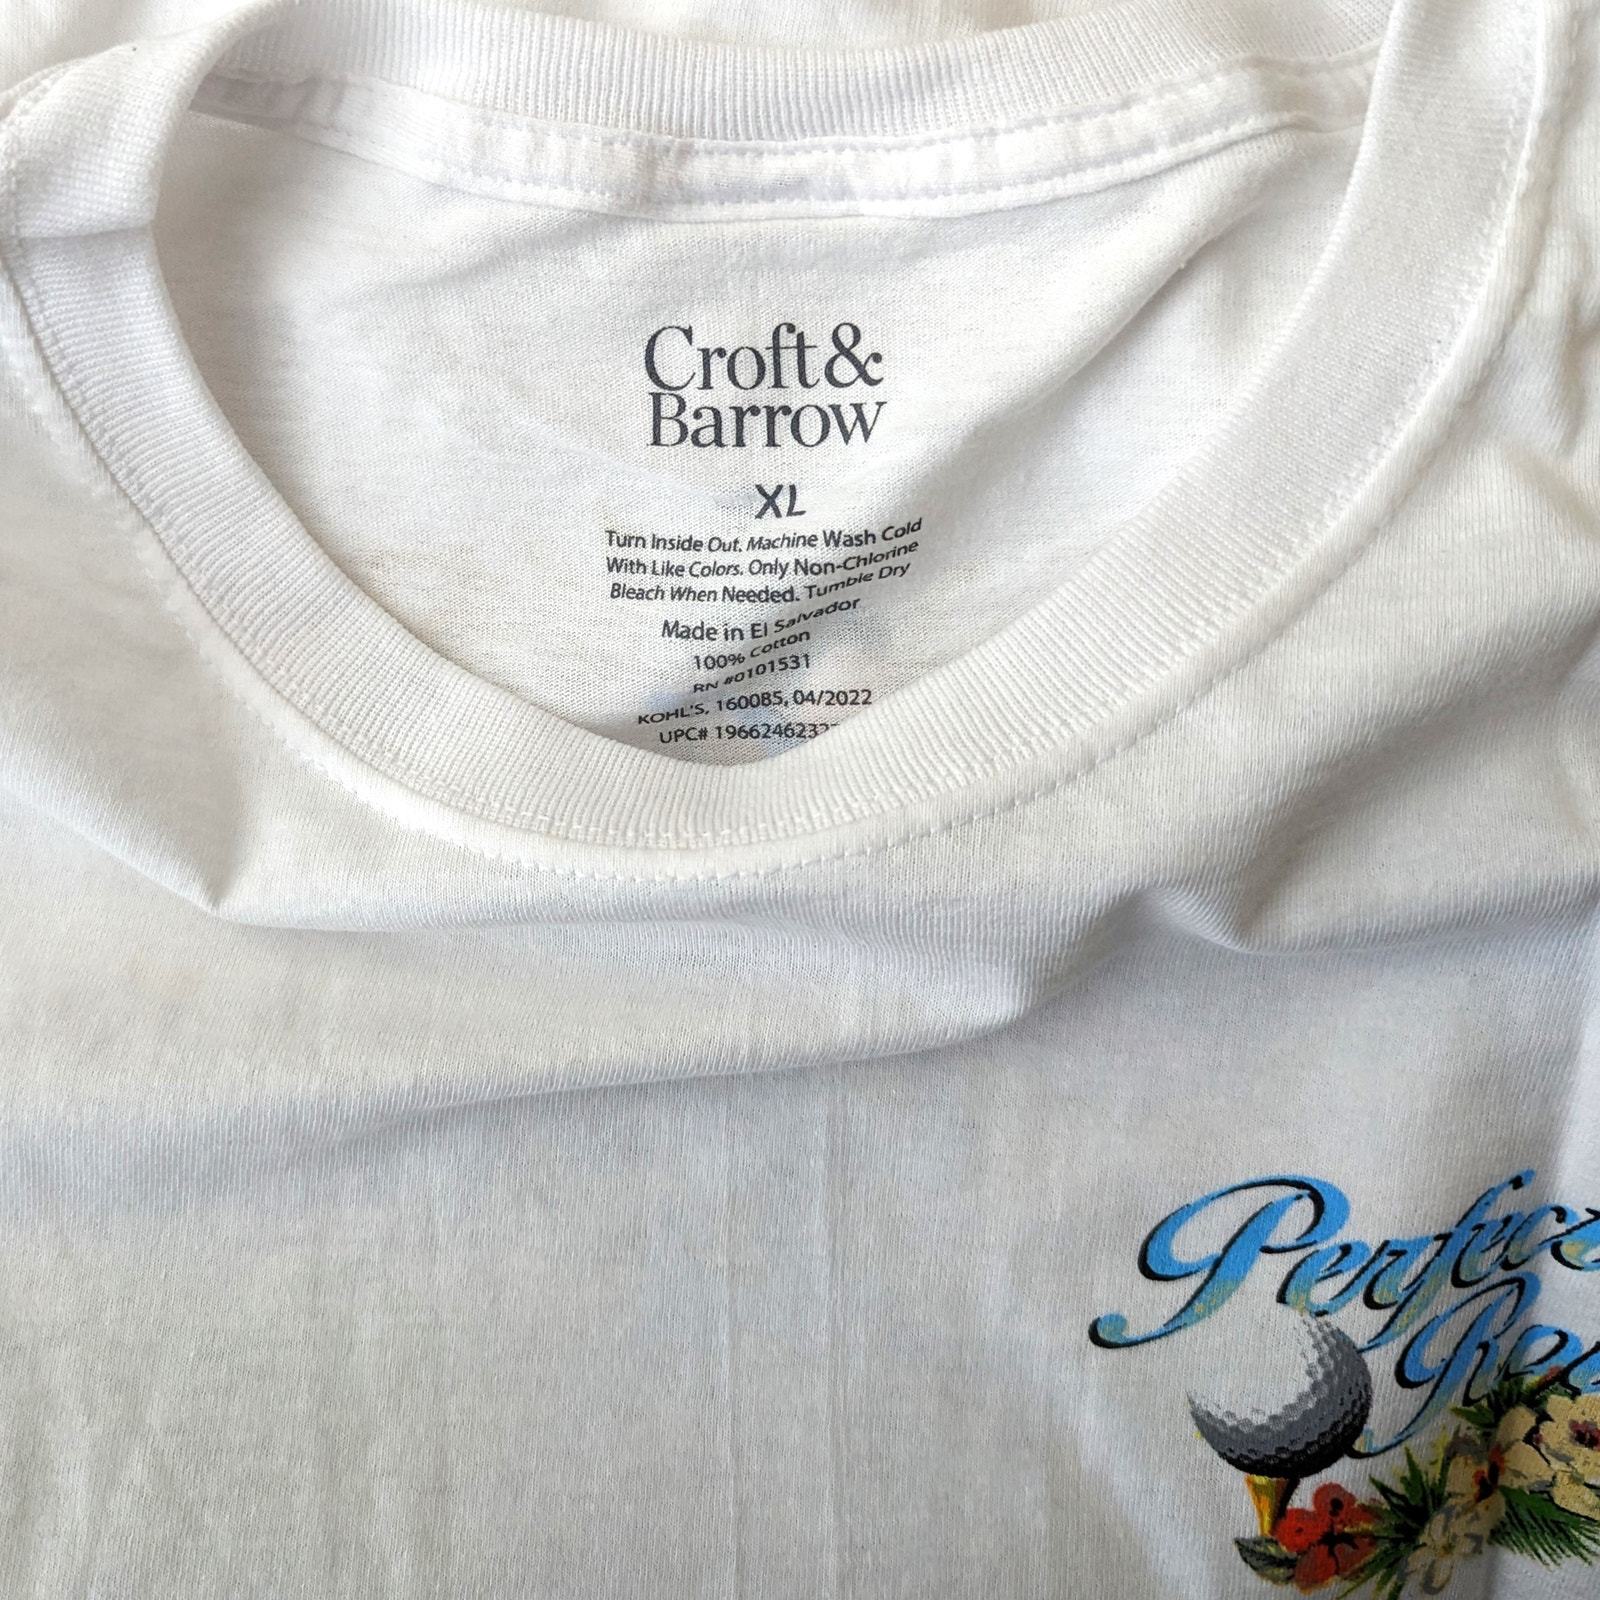 Croft &
Barrow
XL
Turn Inside Out. Machine Wash Cold
With Like Colors. Only Non-Chlorine
Bleach When Needed. Tumble Dry
Made in El Salvador
100% Cotton
RN #0101531
KOHL'S, 160085, 04/2022
UPC#